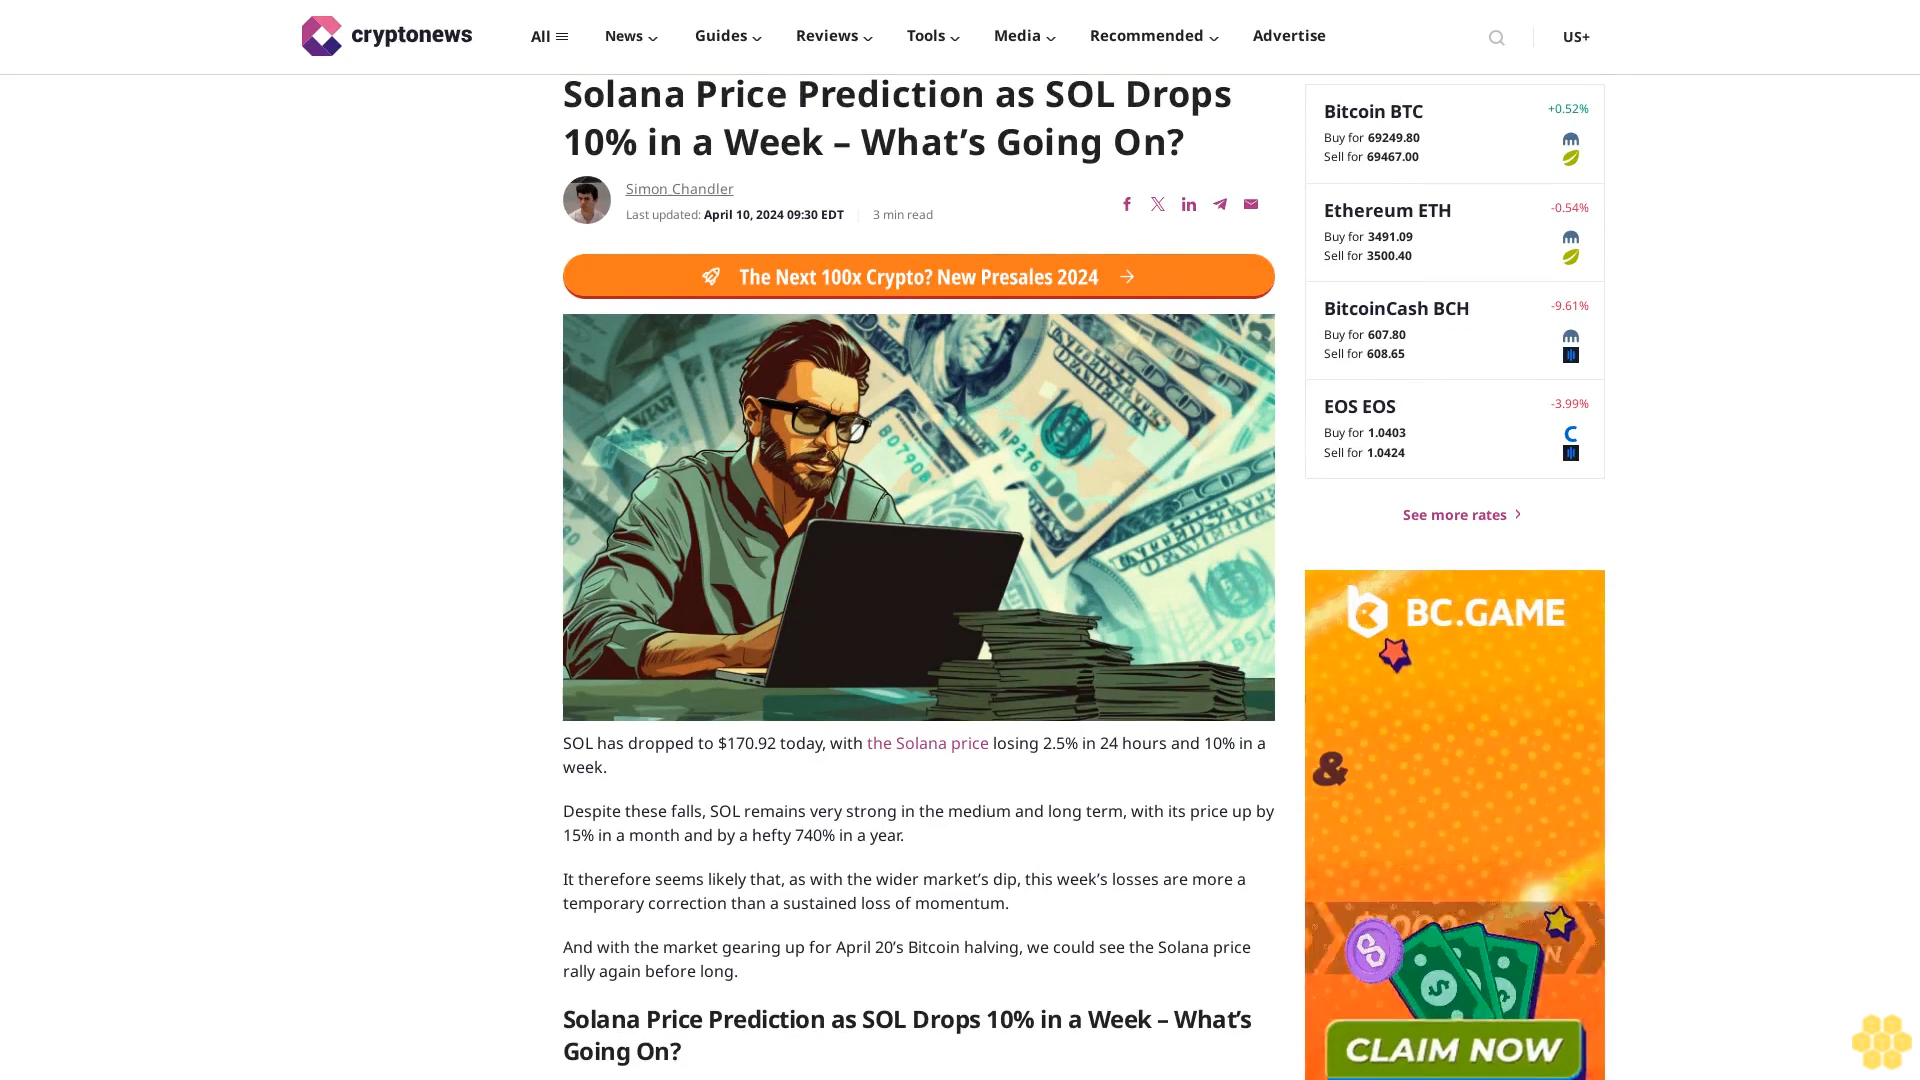 cryptonews
All
News
Guides
Reviews
Tools
Media
Recommended
Advertise
US+
Solana Price Prediction as SOL Drops
10% in a Week – What’s Going On?
Simon Chandler
Last updated: April 10, 2024 09:30 EDT
3 min read
The Next 100x Crypto? New Presales 2024
SOL has dropped to $170.92 today, with the Solana price losing 2.5% in 24 hours and 10% in a
week.
Despite these falls, SOL remains very strong in the medium and long term, with its price up by
15% in a month and by a hefty 740% in a year.
It therefore seems likely that, as with the wider market’s dip, this week’s losses are more a
temporary correction than a sustained loss of momentum.
And with the market gearing up for April 20’s Bitcoin halving, we could see the Solana price
rally again before long.
Solana Price Prediction as SOL Drops 10% in a Week – What’s
Going On?
Bitcoin BTC
+0.52%
Buy for 69249.80
Sell for 69467.00
Ethereum ETH
-0.54%
Buy for 3491.09
Sell for 3500.40
BitcoinCash BCH
-9.61%
Buy for 607.80
Sell for 608.65
EOS EOS
-3.99%
Buy for 1.0403
Sell for 1.0424
See more rates
BC.GAME
&
CLAIM NOW